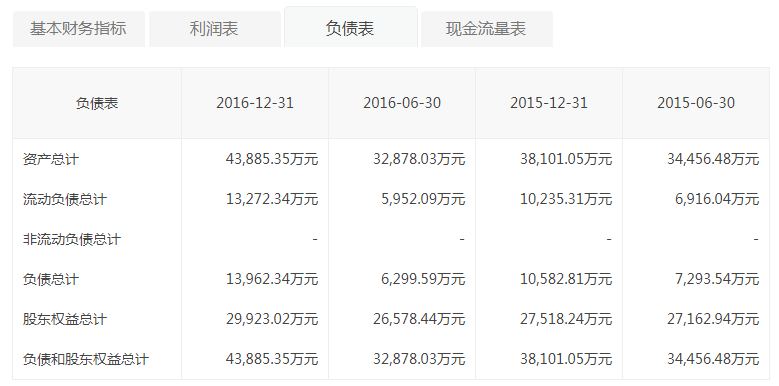 基本财务指标 利润表 负债表 现金流量表
负债表 2016-12-31 2016-06-30 2015-12-31 2015-06-30
资产总计 43,885.35万元 32,878.03万元 38,101.05万元 34,456.48万元
流动负债总计 13,272.34万元 5,952.09万元 10,235.31万元 6,916.04万元
非流动负债总计 - - - -
负债总计 13,962.34万元 6,299.59万元 10,582.81万元 7,293.54万元
股东权益总计 29,923.02万元 26,578.44万元 27,518.24万元 27,162.94万元
负债和股东权益总计 43,885.35万元 32,878.03万元 38,101.05万元 34,456.48万元